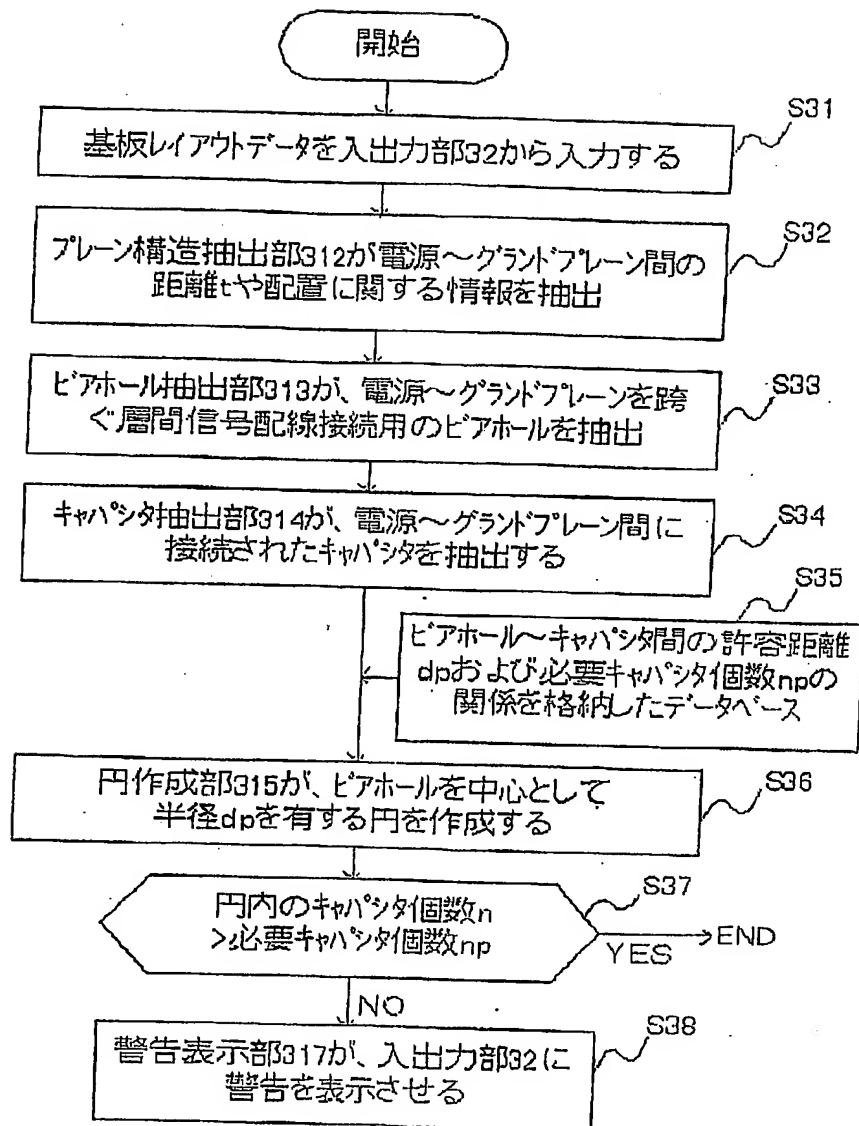 開始
S31
基板レイアウトデータを入出力部32から入力する
S32
プレーン構造抽出部312が電源～グランドプレーン間の
距離tや配置に関する情報を抽出
S33
ビアホール抽出部313が、電源～グランドプレーンを跨
ぐ層間信号配線接続用のビアホールを抽出
S34
キャパシタ抽出部314が、電源～グランドプレーン間に
接続されたキャパシタを抽出する
S35
ビアホール～キャパシタ間の許容距離
dpおよび必要キャパシタ個数npの
関係を格納したデータベース
S36
円作成部315が、ビアホールを中心として
半径dpを有する円を作成する
S37
円内のキャパシタ個数n
>必要キャパシタ個数np
YES
END
NO
S38
警告表示部317が、入出力部32に
警告を表示させる